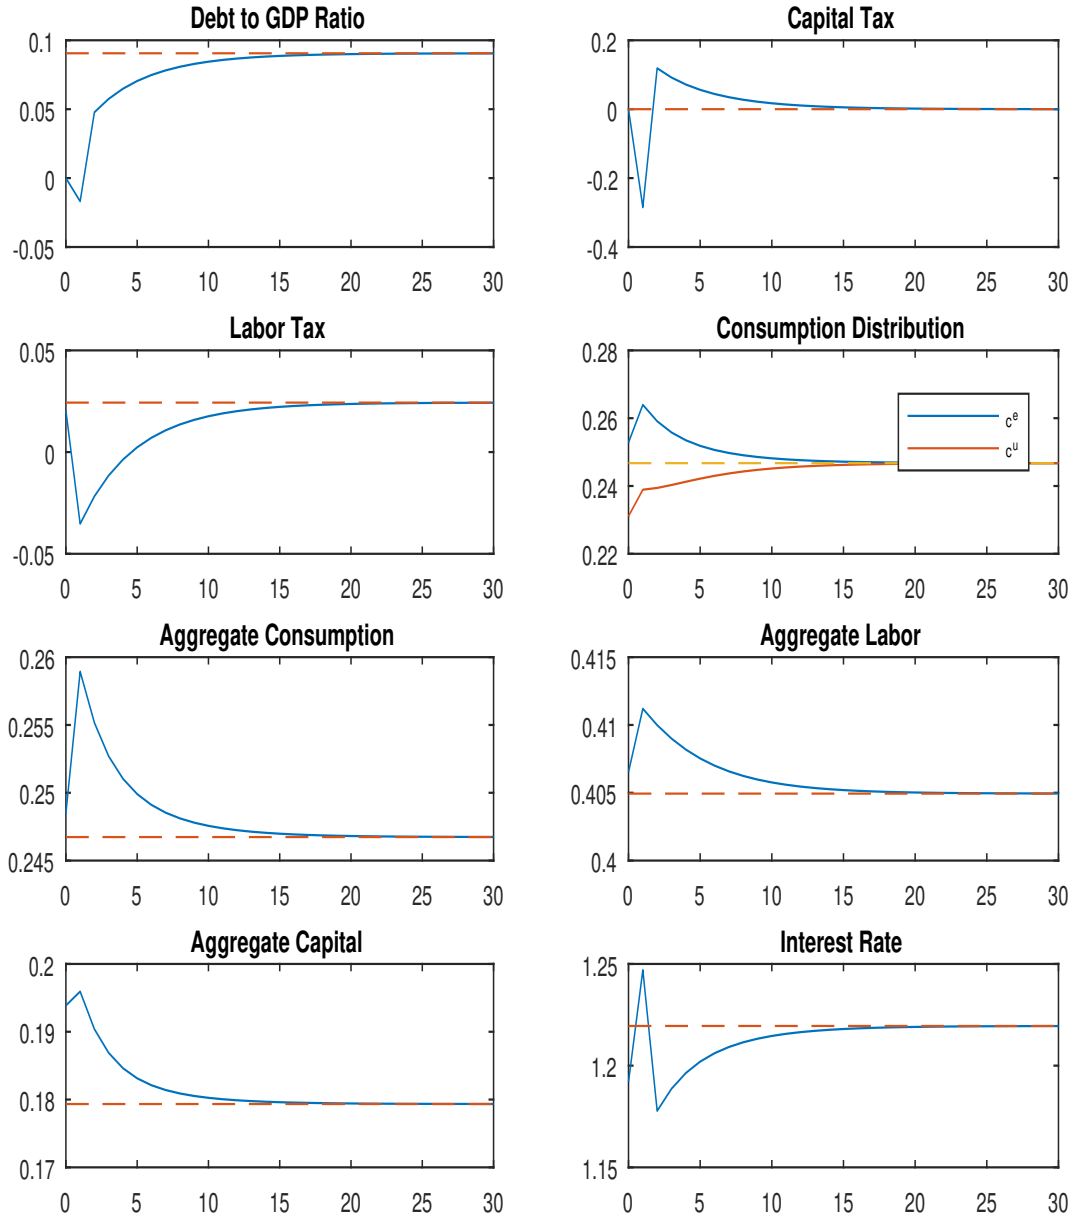 Debt to GDP Ratio
0.1
0.05
0
-0.05
0 5 10 15 20 25 30
Capital Tax
0.2
0
-0.2
-0.4
0 5 10 15 20 25 30
Labor Tax
0.05
0
-0.05
0 5 10 15 20 25 30
Consumption Distribution
0.28
0.26
0.24
0.22
c^e
c^u
0 5 10 15 20 25 30
Aggregate Consumption
0.26
0.255
0.25
0.245
0 5 10 15 20 25 30
Aggregate Labor
0.415
0.41
0.405
0.4
0 5 10 15 20 25 30
Aggregate Capital
0.2
0.19
0.18
0.17
0 5 10 15 20 25 30
Interest Rate
1.25
1.2
1.15
0 5 10 15 20 25 30